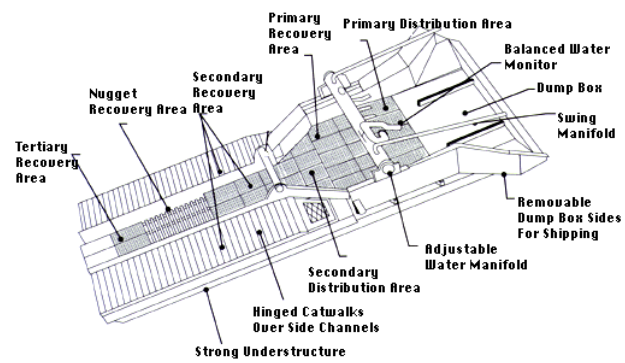 Primary
Recovery
Area
Primary Distribution Area
Balanced Water
Monitor
Dump Box
Swing
Manifold
Removable
Dump Box Sides
For Shipping
Adjustable
Water Manifold
Secondary
Distribution Area
Hinged Catwalks
Over Side Channels
Strong Understructure
Tertiary
Recovery
Area
Nugget
Recovery Area
Secondary
Recovery
Area